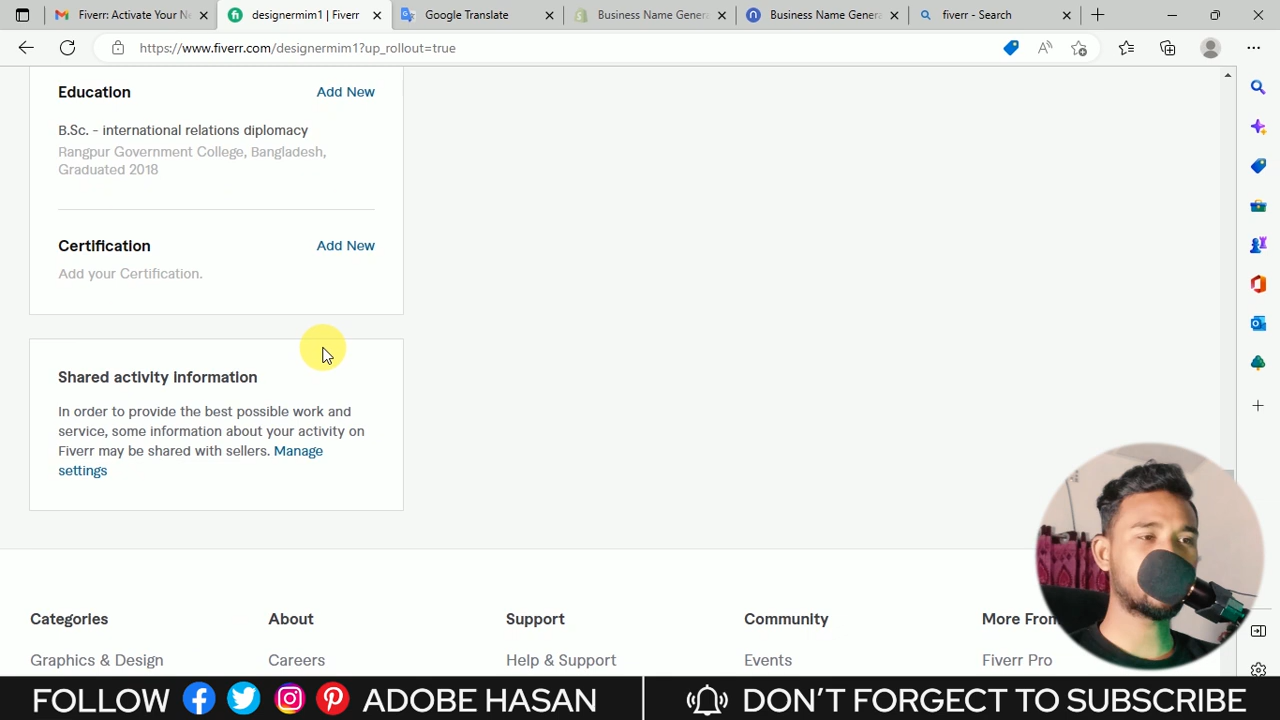 Fiverr: Activate Your N
designermim1 | Fiverr
Google Translate
Business Name Genera
Business Name Genera
fiverr - Search
https://www.fiverr.com/designermim1?up_rollout=true
Education
Add New
B.Sc. - international relations diplomacy
Rangpur Government College, Bangladesh,
Graduated 2018
Certification
Add New
Add your Certification.
Shared activity information
In order to provide the best possible work and
service, some information about your activity on
Fiverr may be shared with sellers. Manage
settings
Categories
About
Support
Community
More From
Graphics & Design
Careers
Help & Support
Events
Fiverr Pro
FOLLOW
ADOBE HASAN
DON'T FORGECT TO SUBSCRIBE